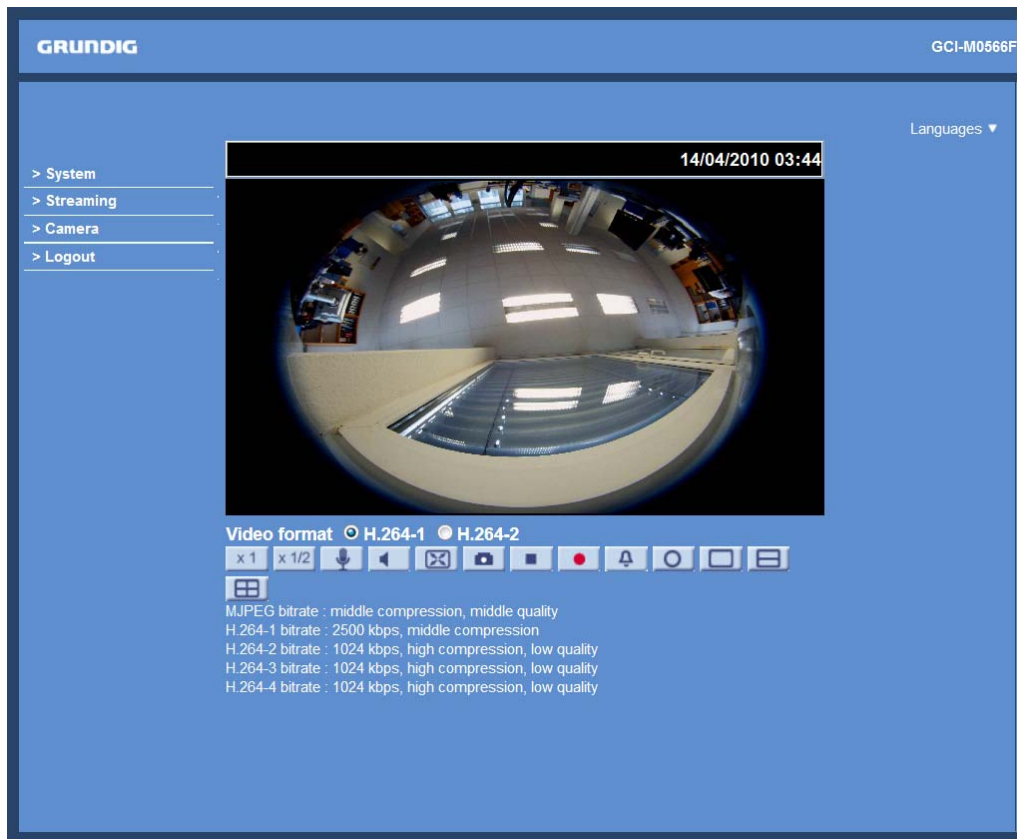 GRUNDIG
GCI-M0566F
Languages ▼
14/04/2010 03:44
> System
> Streaming
> Camera
> Logout
Video format H.264-1 H.264-2
x 1 x 1/2
MJPEG bitrate : middle compression, middle quality
H.264-1 bitrate : 2500 kbps, middle compression
H.264-2 bitrate : 1024 kbps, high compression, low quality
H.264-3 bitrate : 1024 kbps, high compression, low quality
H.264-4 bitrate : 1024 kbps, high compression, low quality